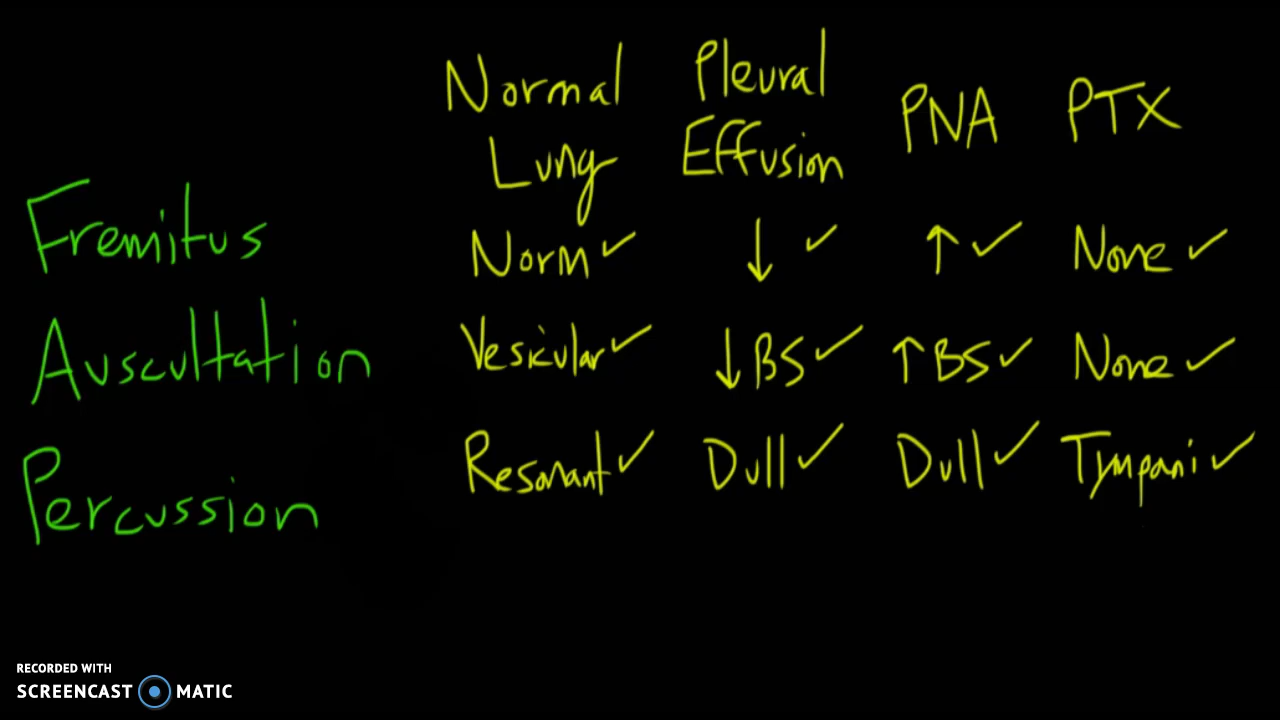 Normal Lung Pleural Effusion PNA PTX
Fremitus Norm ✓ ↓ ✓ ↑ ✓ None ✓
Auscultation Vesicular ✓ ↓ BS ✓ ↑ BS ✓ None ✓
Percussion Resonant ✓ Dull ✓ Dull ✓ Tympani ✓
RECORDED WITH
SCREENCAST MATIC